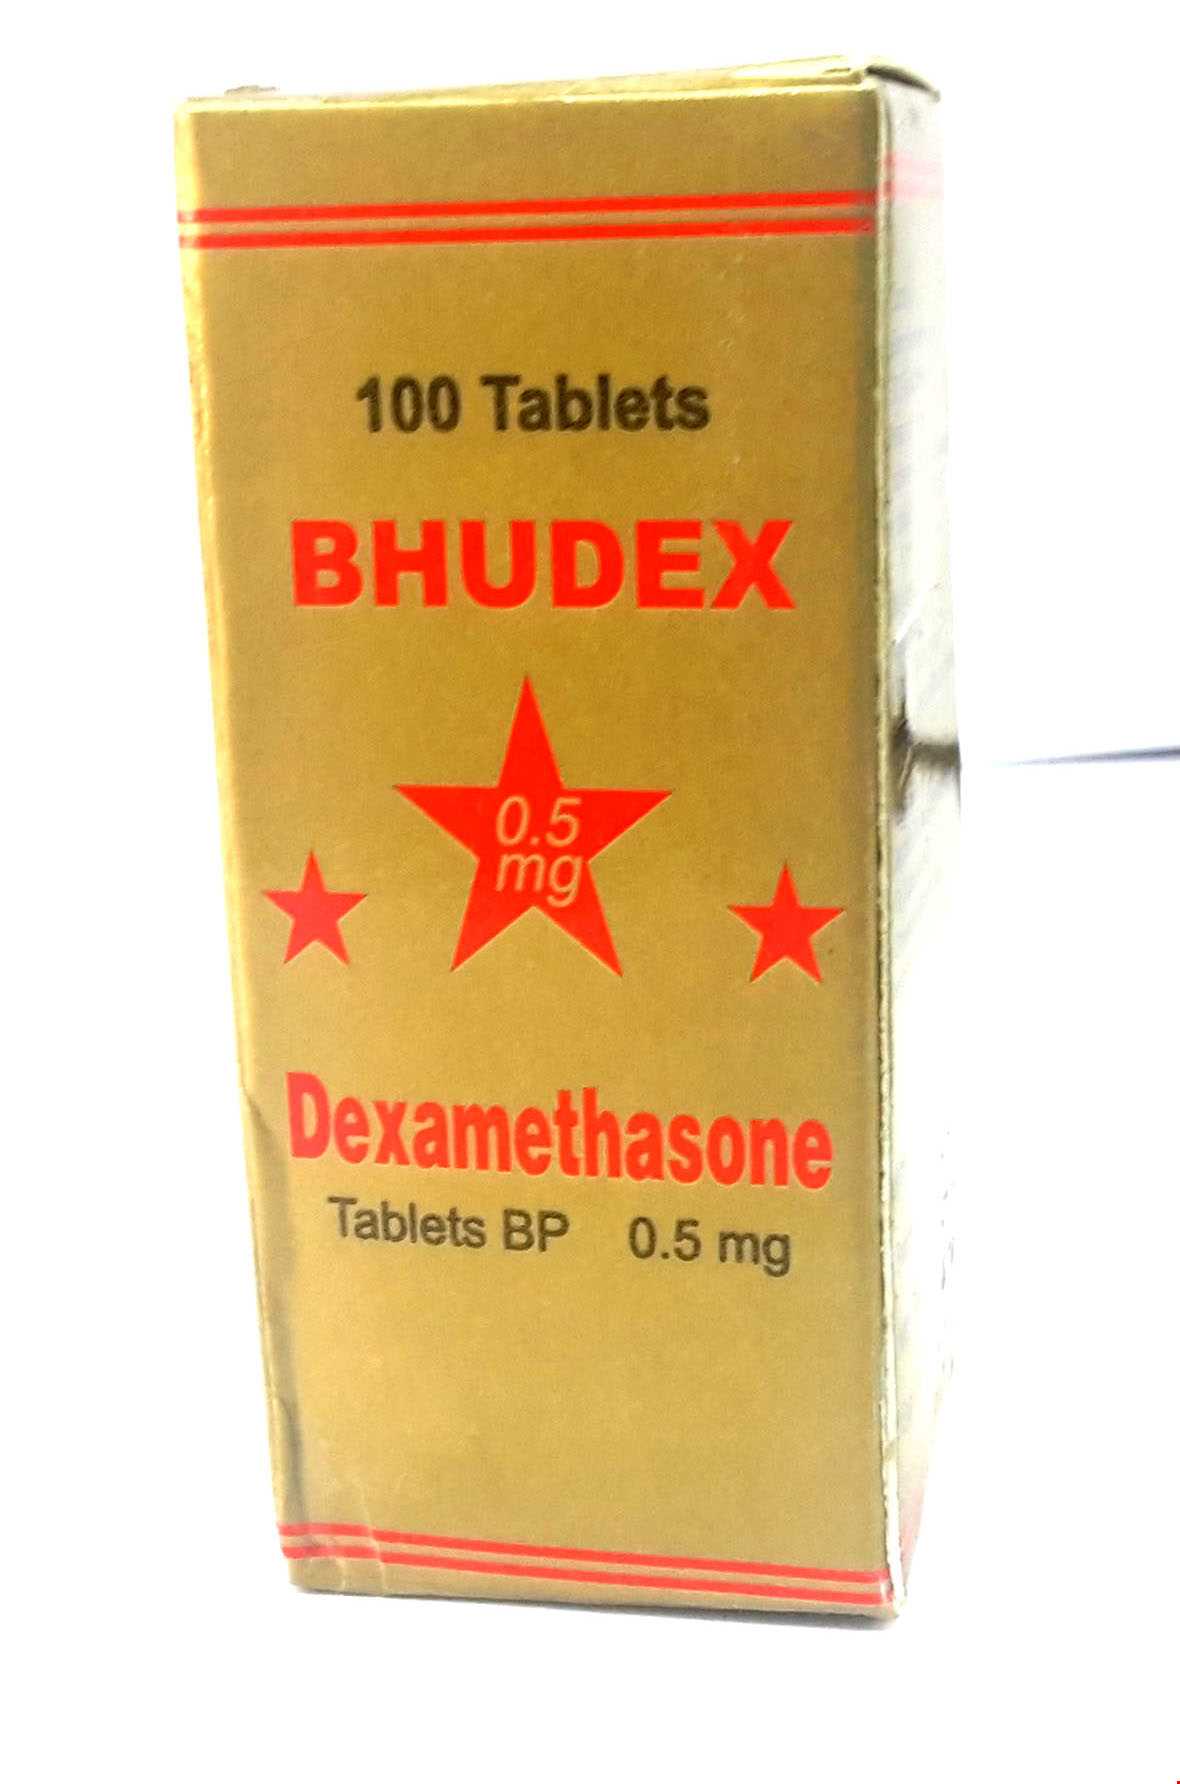 100 Tablets
BHUDEX
0.5
mg
Dexamethasone
Tablets BP 0.5 mg